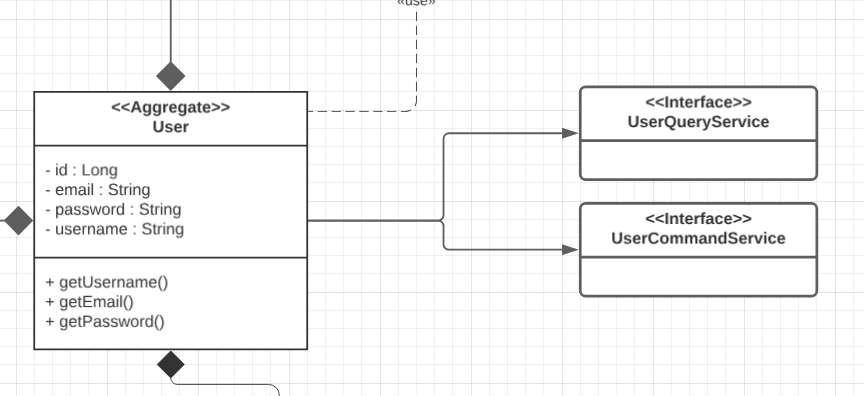 «use»
<<Aggregate>>
User
- id : Long
- email : String
- password : String
- username : String
+ getUsername()
+ getEmail()
+ getPassword()
<<Interface>>
UserQueryService
<<Interface>>
UserCommandService